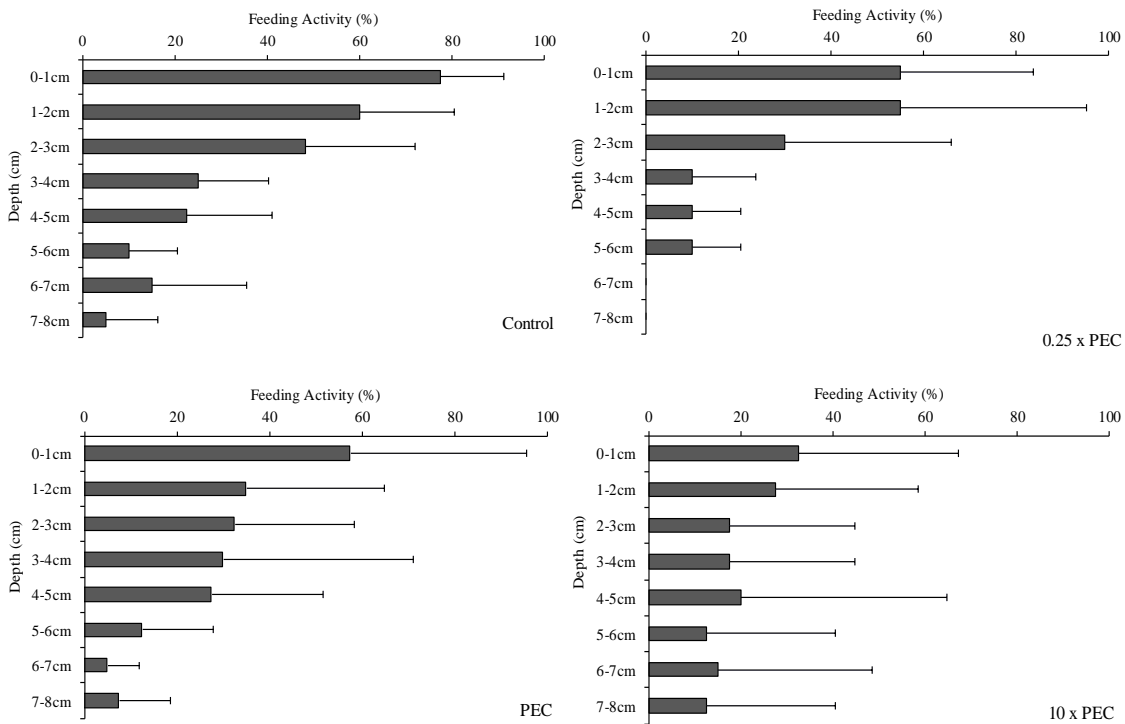 Feeding Activity (%)
0 20 40 60 80 100
Depth (cm)
0-1cm
1-2cm
2-3cm
3-4cm
4-5cm
5-6cm
6-7cm
7-8cm
Control
Feeding Activity (%)
0 20 40 60 80 100
Depth (cm)
0-1cm
1-2cm
2-3cm
3-4cm
4-5cm
5-6cm
6-7cm
7-8cm
0.25 x PEC
Feeding Activity (%)
0 20 40 60 80 100
Depth (cm)
0-1cm
1-2cm
2-3cm
3-4cm
4-5cm
5-6cm
6-7cm
7-8cm
PEC
Feeding Activity (%)
0 20 40 60 80 100
Depth (cm)
0-1cm
1-2cm
2-3cm
3-4cm
4-5cm
5-6cm
6-7cm
7-8cm
10 x PEC